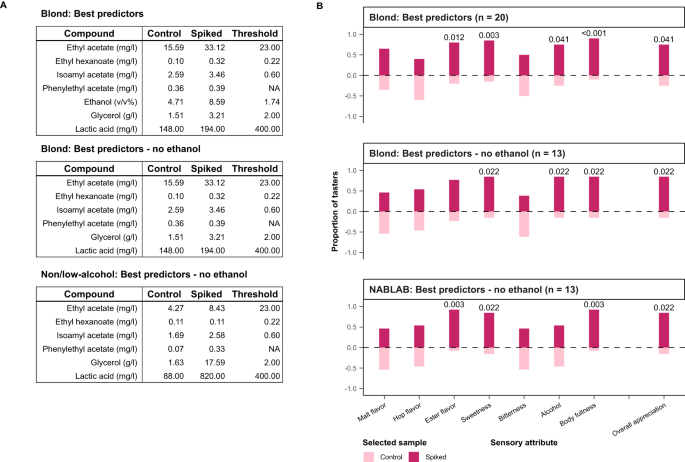 A
Blond: Best predictors
Compound Control Spiked Threshold
Ethyl acetate (mg/l) 15.59 33.12 23.00
Ethyl hexanoate (mg/l) 0.10 0.32 0.22
Isoamyl acetate (mg/l) 2.59 3.46 0.60
Phenylethyl acetate (mg/l) 0.36 0.39 NA
Ethanol (v/v%) 4.71 8.59 1.74
Glycerol (g/l) 1.51 3.21 2.00
Lactic acid (mg/l) 148.00 194.00 400.00
Blond: Best predictors - no ethanol
Compound Control Spiked Threshold
Ethyl acetate (mg/l) 15.59 33.12 23.00
Ethyl hexanoate (mg/l) 0.10 0.32 0.22
Isoamyl acetate (mg/l) 2.59 3.46 0.60
Phenylethyl acetate (mg/l) 0.36 0.39 NA
Glycerol (g/l) 1.51 3.21 2.00
Lactic acid (mg/l) 148.00 194.00 400.00
Non/low-alcohol: Best predictors - no ethanol
Compound Control Spiked Threshold
Ethyl acetate (mg/l) 4.27 8.43 23.00
Ethyl hexanoate (mg/l) 0.11 0.11 0.22
Isoamyl acetate (mg/l) 1.69 2.58 0.60
Phenylethyl acetate (mg/l) 0.07 0.33 NA
Glycerol (g/l) 1.63 17.59 2.00
Lactic acid (mg/l) 88.00 820.00 400.00
B
Proportion of tasters
Blond: Best predictors (n = 20)
1.0
0.5
0.0
-0.5
-1.0
0.012 0.003 0.041 <0.001 0.041
Blond: Best predictors - no ethanol (n = 13)
1.0
0.5
0.0
-0.5
-1.0
0.022 0.022 0.022 0.022
NABLAB: Best predictors - no ethanol (n = 13)
1.0
0.5
0.0
-0.5
-1.0
0.003 0.022 0.003 0.022
Malt flavor Hop flavor Ester flavor Sweetness Bitterness Alcohol Body fullness Overall appreciation
Selected sample Sensory attribute
Control Spiked